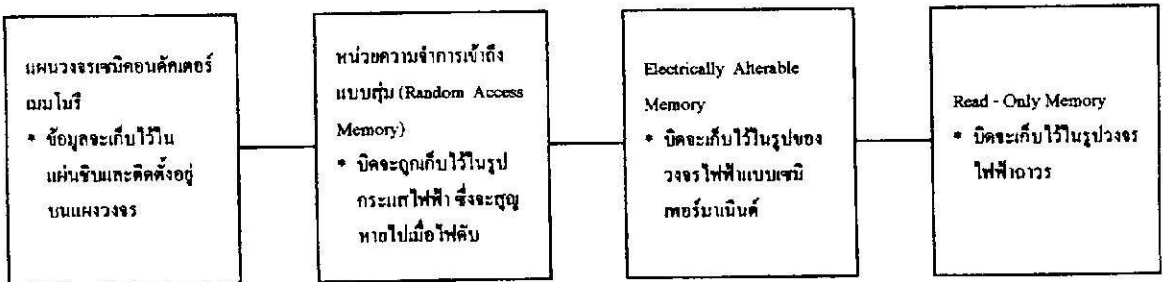 แผนวงจรเซมิคอนดัคเตอร์
เมมโมรี
* ข้อมูลจะเก็บไว้ใน
แผ่นชิบและติดตั้งอยู่
บนแผงวงจร
หน่วยความจำการเข้าถึง
แบบสุ่ม (Random Access
Memory)
* บิตจะถูกเก็บไว้ในรูป
กระแสไฟฟ้า ซึ่งจะสูญ
หายไปเมื่อไฟดับ
Electrically Alterable
Memory
* บิตจะเก็บไว้ในรูปของ
วงจรไฟฟ้าแบบเซมิ
เพอร์มาเนินต์
Read - Only Memory
* บิตจะเก็บไว้ในรูปวงจร
ไฟฟ้าถาวร